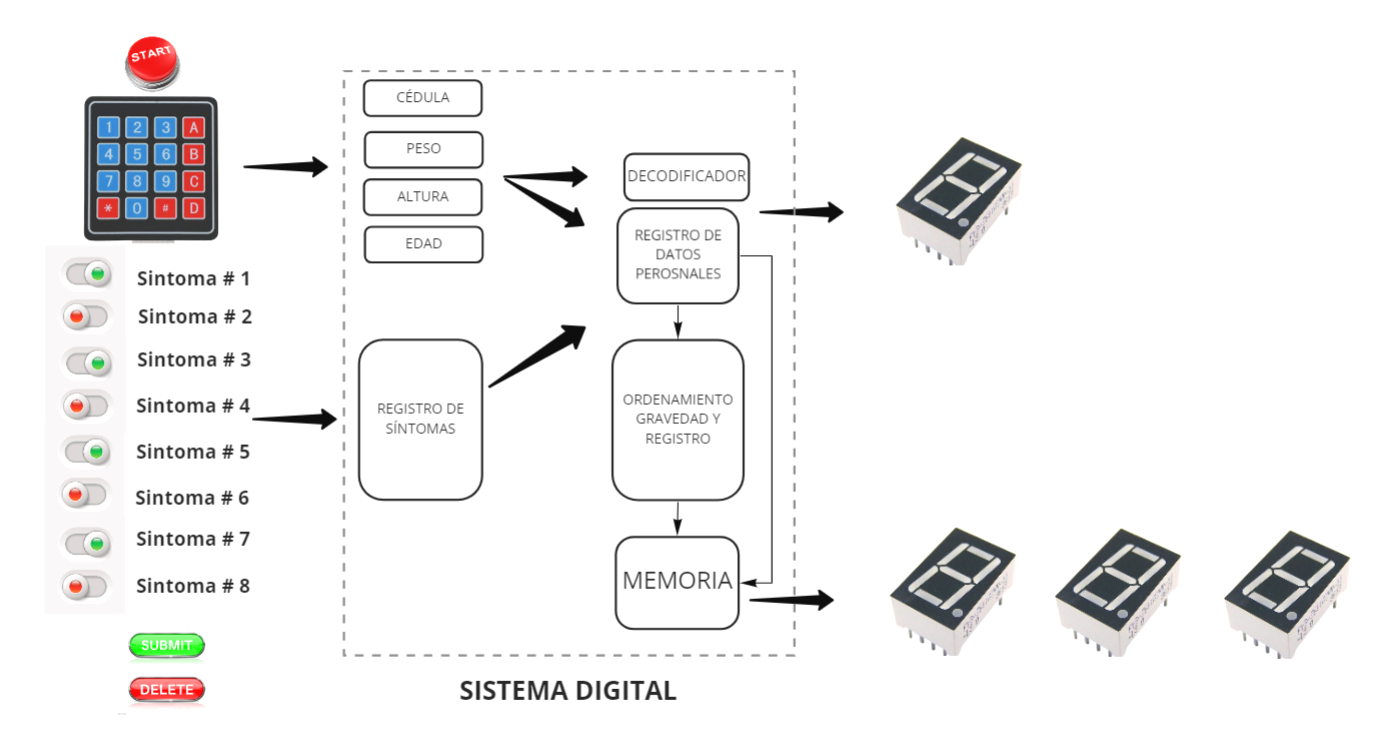 START
1 2 3 A
4 5 6 B
7 8 9 C
* 0 # D
Sintoma # 1
Sintoma # 2
Sintoma # 3
Sintoma # 4
Sintoma # 5
Sintoma # 6
Sintoma # 7
Sintoma # 8
SUBMIT
DELETE
CÉDULA
PESO
ALTURA
EDAD
REGISTRO DE
SÍNTOMAS
DECODIFICADOR
REGISTRO DE
DATOS
PEROSNALES
ORDENAMIENTO
GRAVEDAD Y
REGISTRO
MEMORIA
SISTEMA DIGITAL